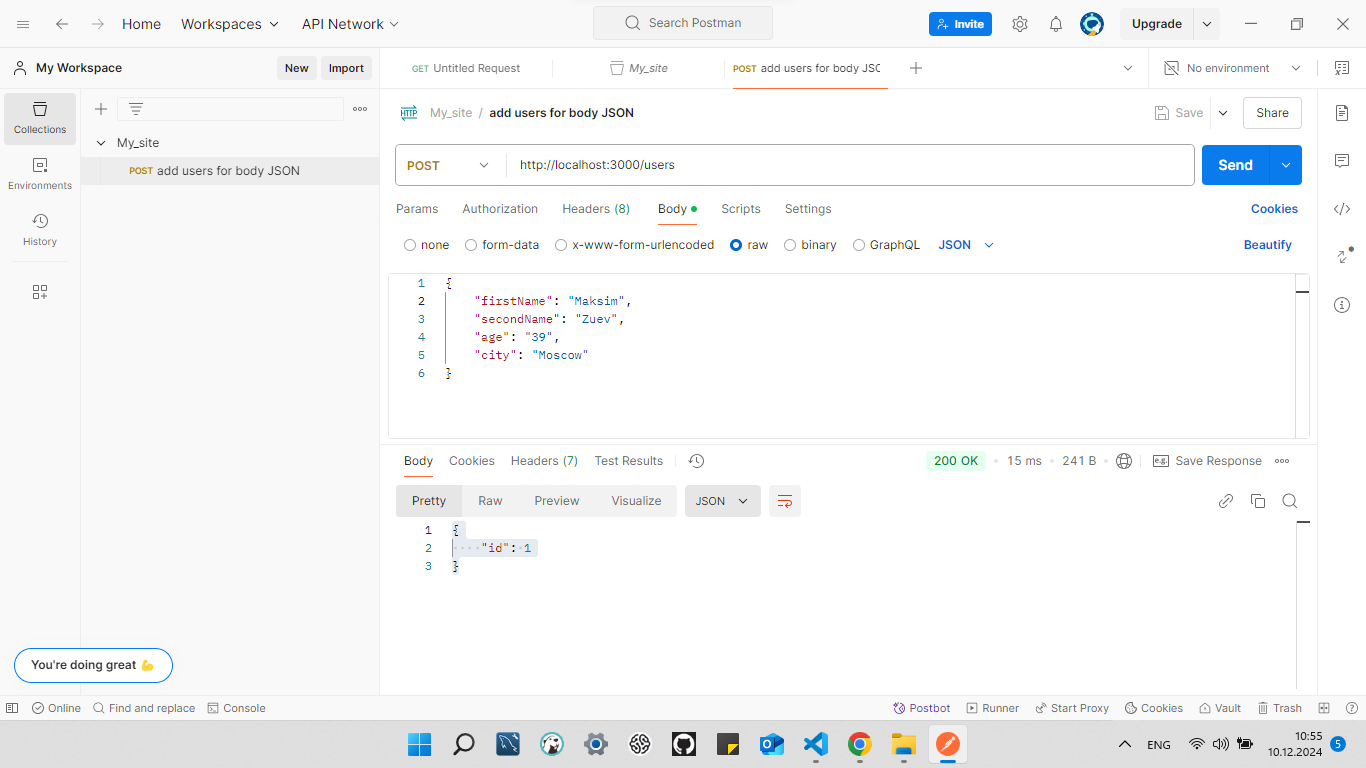 Home Workspaces API Network Search Postman Invite Upgrade
My Workspace New Import GET Untitled Request My_site POST add users for body JSC No environment
Collections
Environments
History
My_site
POST add users for body JSON
HTTP My_site / add users for body JSON Save Share
POST http://localhost:3000/users Send
Params Authorization Headers (8) Body Scripts Settings Cookies
none form-data x-www-form-urlencoded raw binary GraphQL JSON Beautify
1 {
2 "firstName": "Maksim",
3 "secondName": "Zuev",
4 "age": "39",
5 "city": "Moscow"
6 }
Body Cookies Headers (7) Test Results 200 OK 15 ms 241 B e.g. Save Response
Pretty Raw Preview Visualize JSON
1 {
2 "id": 1
3 }
You're doing great 💪
Online Find and replace Console Postbot Runner Start Proxy Cookies Vault Trash
ENG 10:55
10.12.2024 5